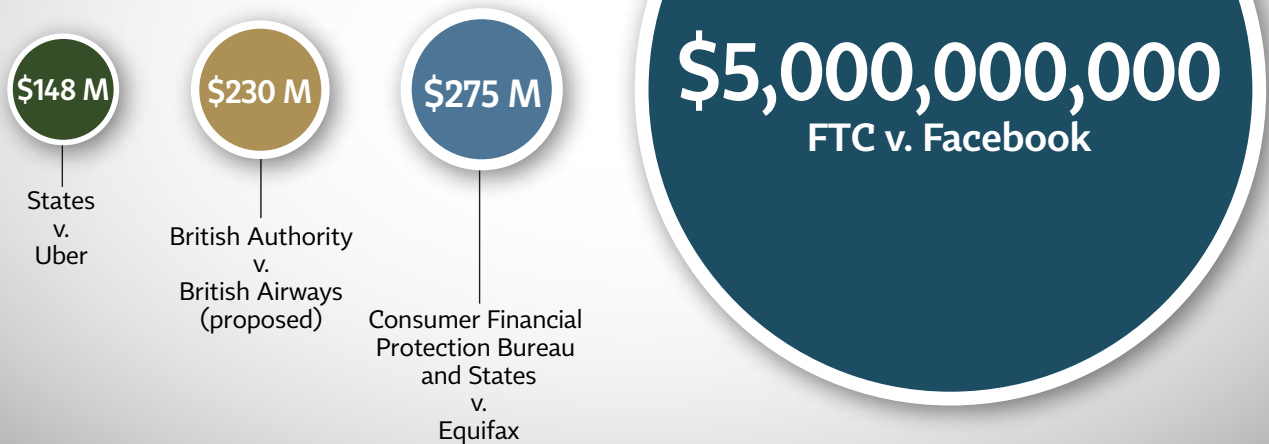 $148 M
States
v.
Uber
$230 M
British Authority
v.
British Airways
(proposed)
$275 M
Consumer Financial
Protection Bureau
and States
v.
Equifax
$5,000,000,000
FTC v. Facebook